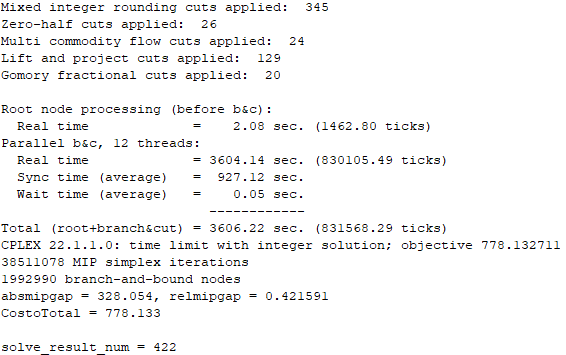 Mixed integer rounding cuts applied:  345
Zero-half cuts applied:  26
Multi commodity flow cuts applied:  24
Lift and project cuts applied:  129
Gomory fractional cuts applied:  20

Root node processing (before b&c):
  Real time             =    2.08 sec. (1462.80 ticks)
Parallel b&c, 12 threads:
  Real time             = 3604.14 sec. (830105.49 ticks)
  Sync time (average)   =  927.12 sec.
  Wait time (average)   =    0.05 sec.
                          ------------
Total (root+branch&cut) = 3606.22 sec. (831568.29 ticks)
CPLEX 22.1.1.0: time limit with integer solution; objective 778.132711
38511078 MIP simplex iterations
1992990 branch-and-bound nodes
absmipgap = 328.054, relmipgap = 0.421591
CostoTotal = 778.133

solve_result_num = 422